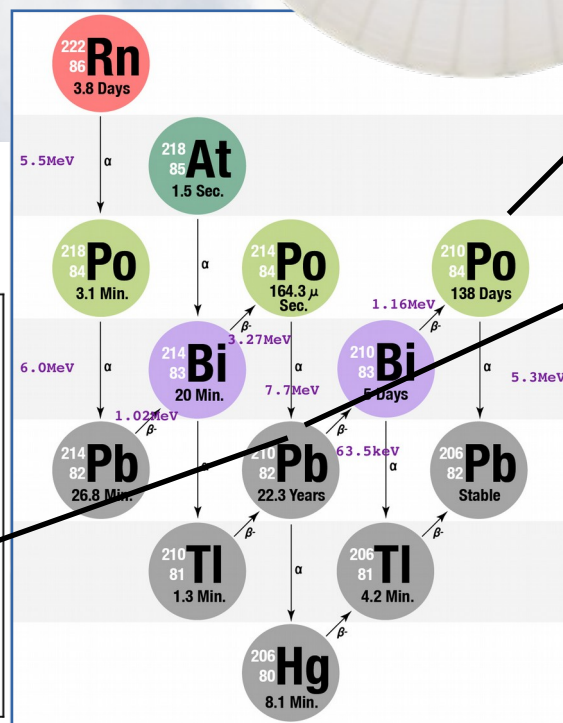 222
86
Rn
3.8 Days
5.5MeV
α
218
85
At
1.5 Sec.
α
218
84
Po
3.1 Min.
214
84
Po
164.3 μ
Sec.
210
84
Po
138 Days
1.16MeV
β-
β-
3.27MeV
6.0MeV
α
214
83
Bi
20 Min.
7.7MeV
α
210
83
Bi
5 Days
α
5.3MeV
1.02MeV
β-
β-
63.5keV
214
82
Pb
26.8 Min.
α
210
82
Pb
22.3 Years
α
206
82
Pb
Stable
β-
β-
210
81
Tl
1.3 Min.
α
206
81
Tl
4.2 Min.
β-
206
80
Hg
8.1 Min.